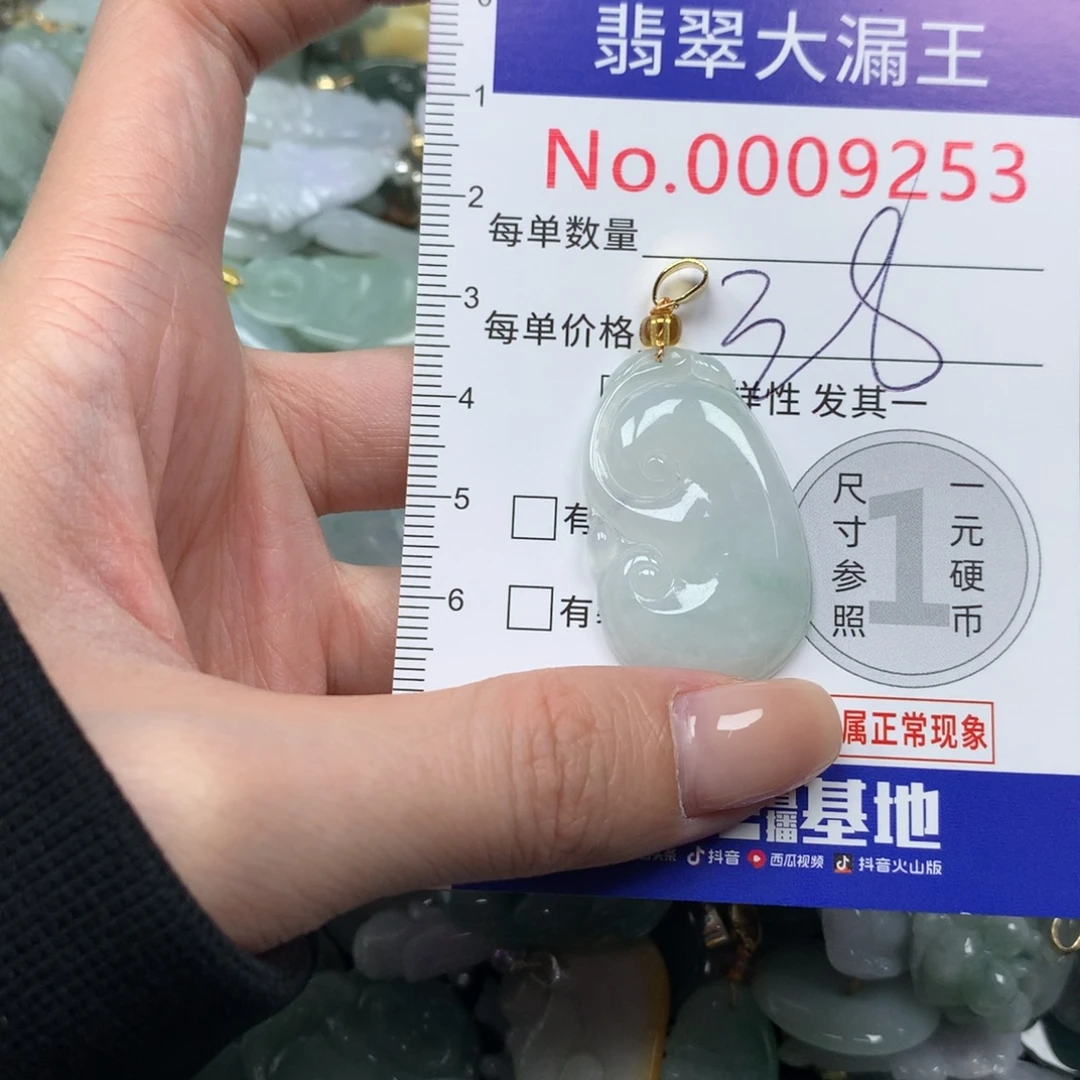 翡翠大漏王
No.0009253
每单数量
每单价格 38
样性 发其一
有
有
尺寸参照
1
一元硬币
属正常现象
播基地
抖音 西瓜视频 抖音火山版
0
1
2
3
4
5
6